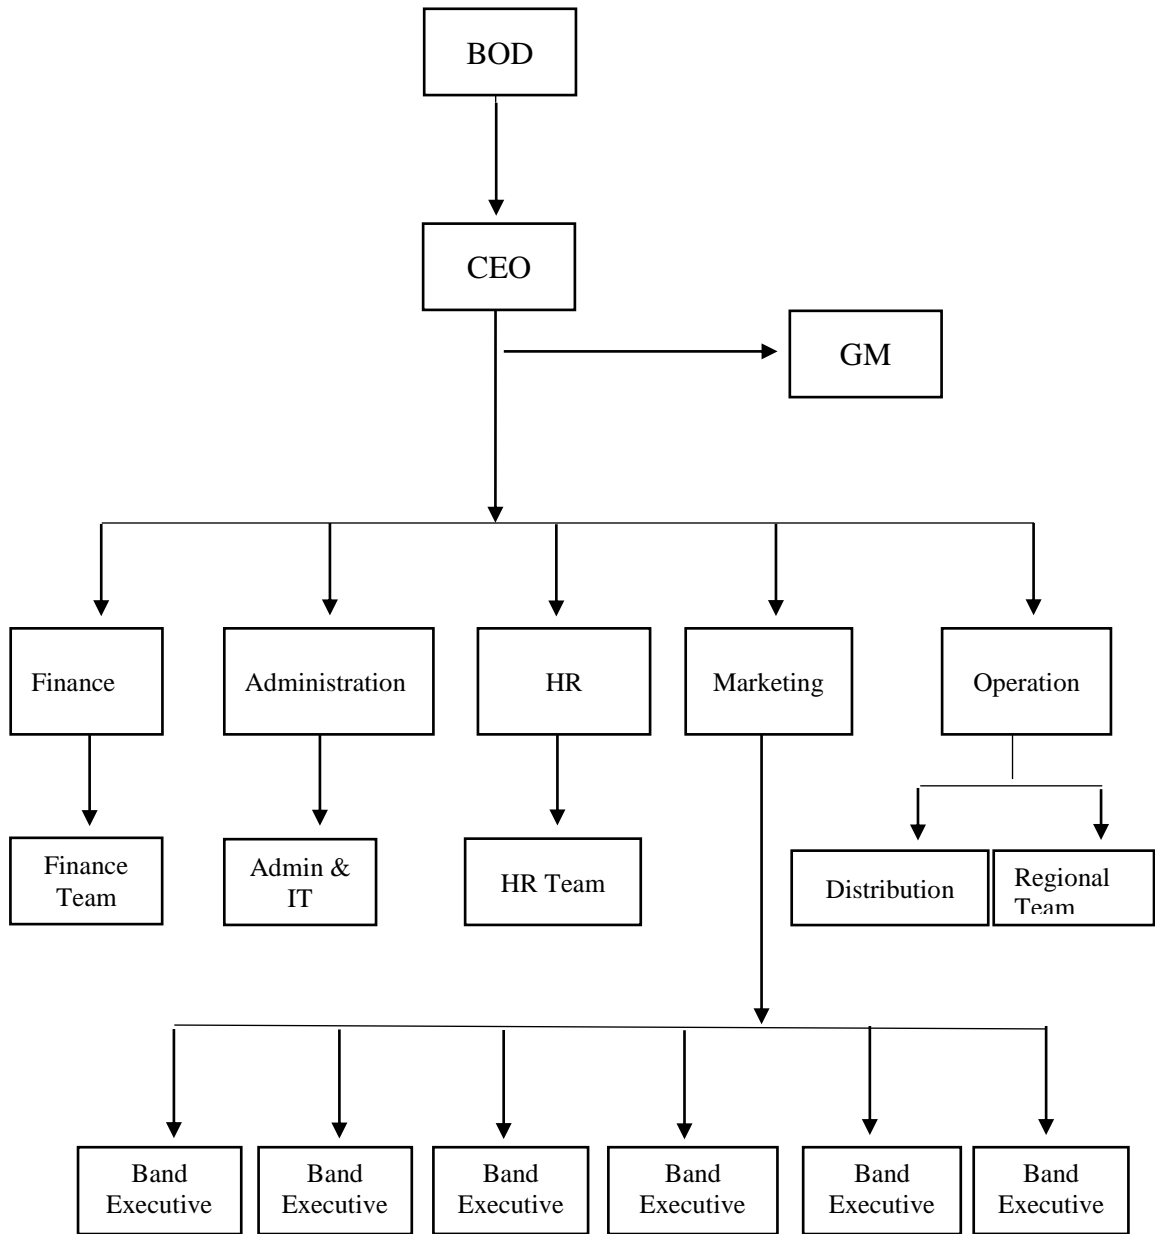 BOD
CEO
GM
Finance
Administration
HR
Marketing
Operation
Finance
Team
Admin &
IT
HR Team
Distribution
Regional
Team
Band
Executive
Band
Executive
Band
Executive
Band
Executive
Band
Executive
Band
Executive